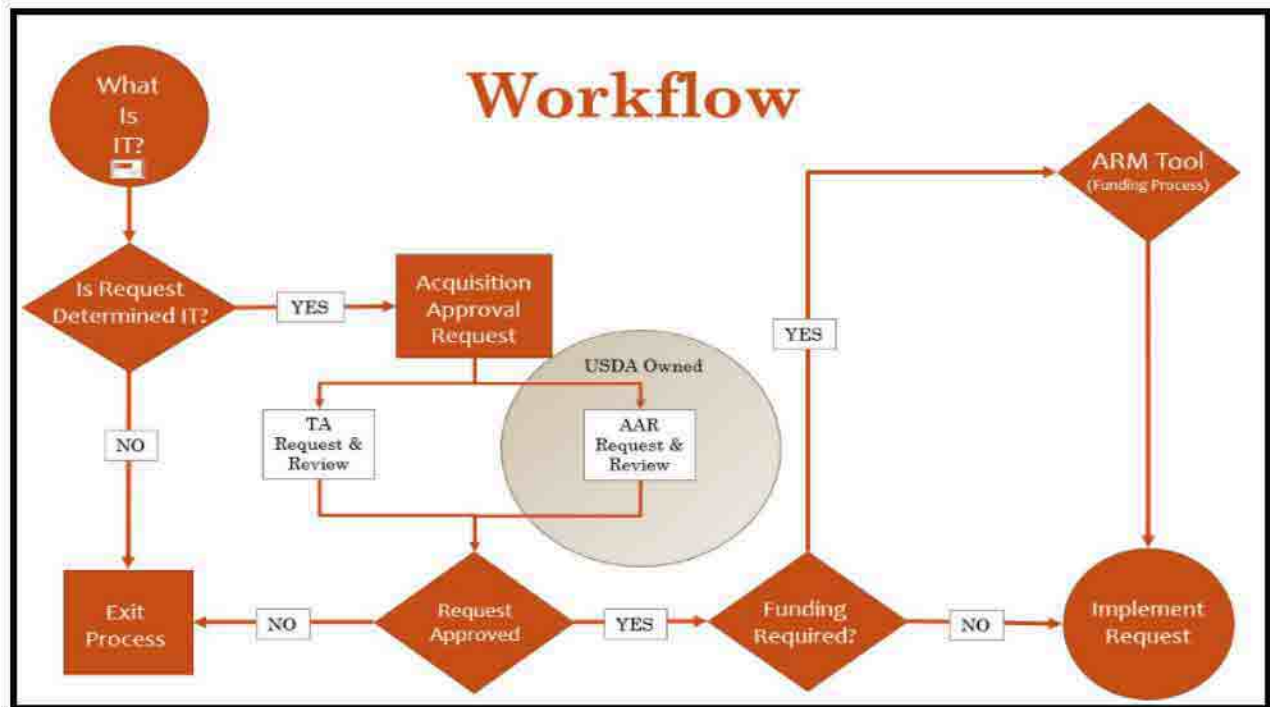 Workflow
What
Is
IT?
ARM Tool
(Funding Process)
Is Request
Determined IT?
YES
Acquisition
Approval
Request
USDA Owned
YES
TA
Request &
Review
AAR
Request &
Review
NO
Exit
Process
NO
Request
Approved
YES
Funding
Required?
NO
Implement
Request